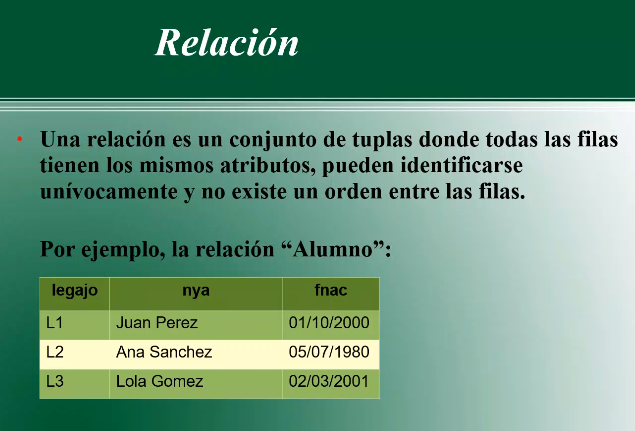 Relación
• Una relación es un conjunto de tuplas donde todas las filas
tienen los mismos atributos, pueden identificarse
unívocamente y no existe un orden entre las filas.
Por ejemplo, la relación “Alumno”:
legajo nya fnac
L1 Juan Perez 01/10/2000
L2 Ana Sanchez 05/07/1980
L3 Lola Gomez 02/03/2001